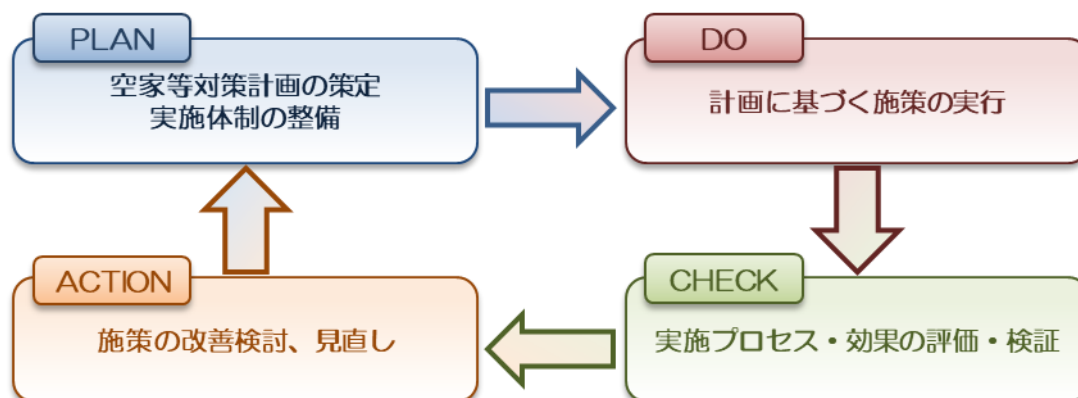 PLAN
空家等対策計画の策定
実施体制の整備
DO
計画に基づく施策の実行
ACTION
施策の改善検討、見直し
CHECK
実施プロセス・効果の評価・検証